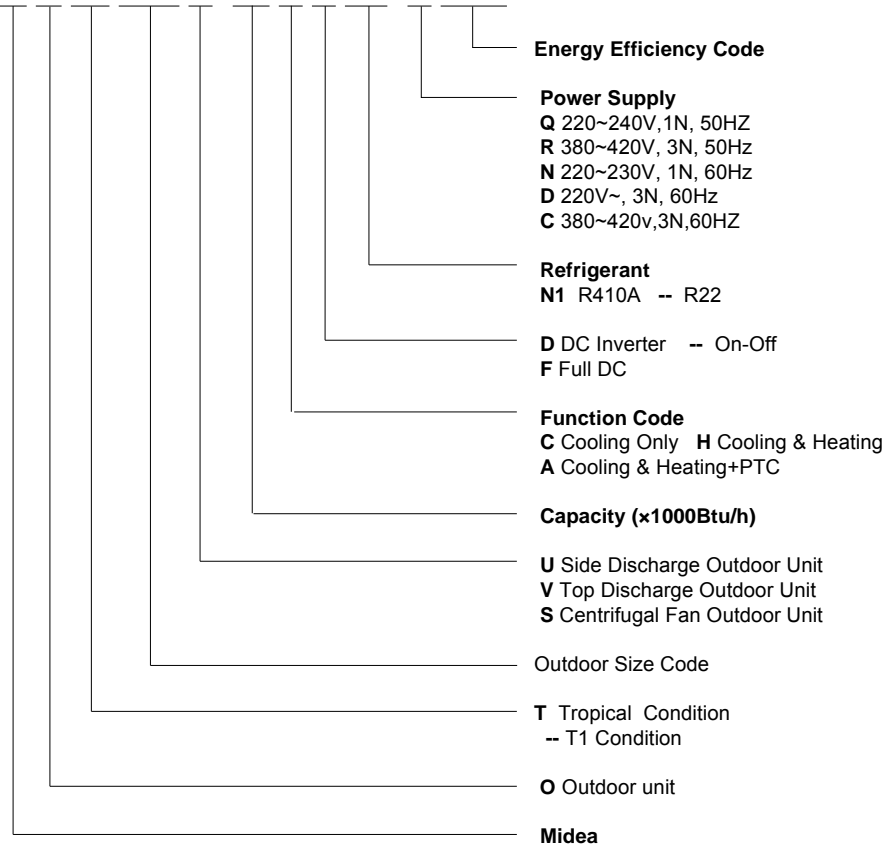 Energy Efficiency Code
Power Supply
Q 220~240V,1N, 50HZ
R 380~420V, 3N, 50Hz
N 220~230V, 1N, 60Hz
D 220V~, 3N, 60Hz
C 380~420v,3N,60HZ
Refrigerant
N1 R410A -- R22
D DC Inverter -- On-Off
F Full DC
Function Code
C Cooling Only H Cooling & Heating
A Cooling & Heating+PTC
Capacity (×1000Btu/h)
U Side Discharge Outdoor Unit
V Top Discharge Outdoor Unit
S Centrifugal Fan Outdoor Unit
Outdoor Size Code
T Tropical Condition
-- T1 Condition
O Outdoor unit
Midea